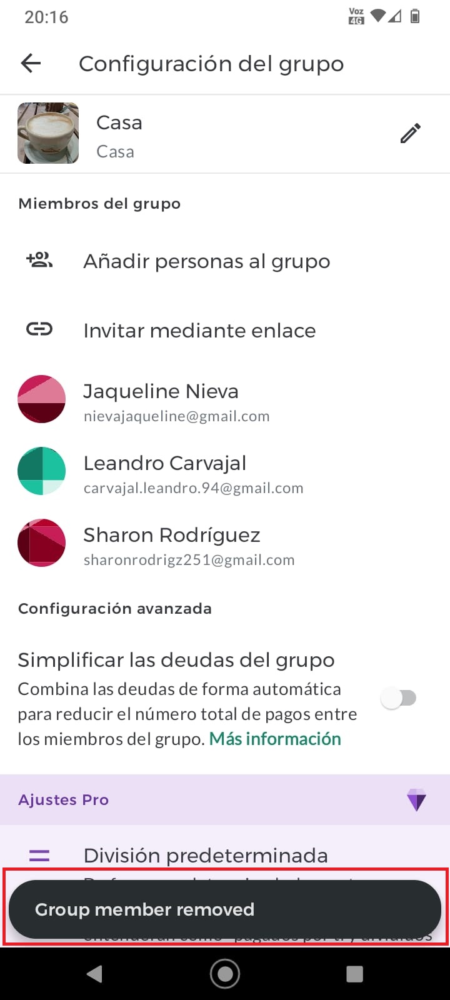 20:16
Voz
4G
Configuración del grupo
Casa
Casa
Miembros del grupo
Añadir personas al grupo
Invitar mediante enlace
Jaqueline Nieva
nievajaqueline@gmail.com
Leandro Carvajal
carvajal.leandro.94@gmail.com
Sharon Rodríguez
sharonrodrigz251@gmail.com
Configuración avanzada
Simplificar las deudas del grupo
Combina las deudas de forma automática
para reducir el número total de pagos entre
los miembros del grupo. Más información
Ajustes Pro
División predeterminada
Group member removed